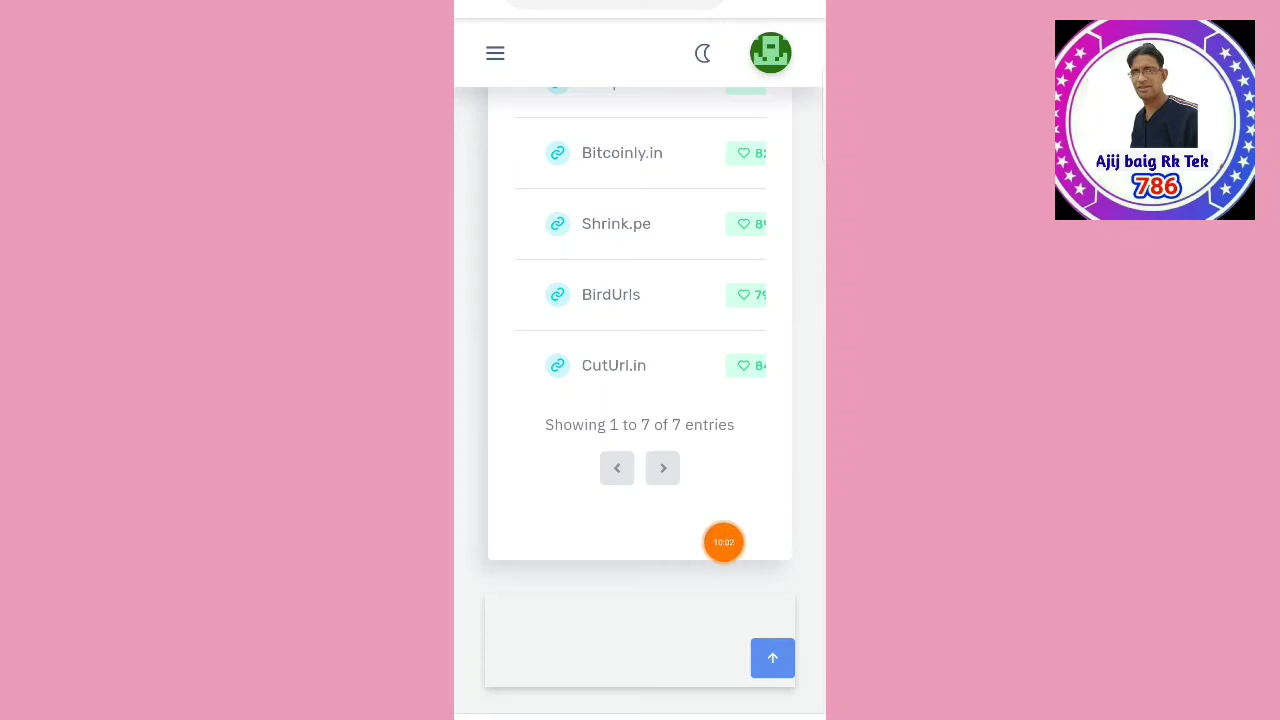 Bitcoinly.in
82
Shrink.pe
BirdUrls
CutUrl.in
Showing 1 to 7 of 7 entries
10:02
Ajij baig Rk Tek
786